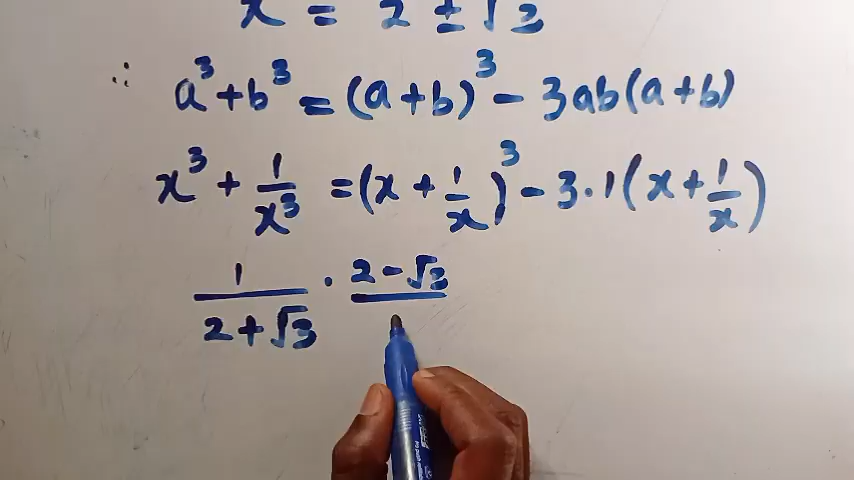 x = 2 ± √3
∴ a³ + b³ = (a + b)³ - 3ab(a + b)
x³ + 1/x³ = (x + 1/x)³ - 3·1(x + 1/x)
1/(2 + √3) · (2 - √3)/